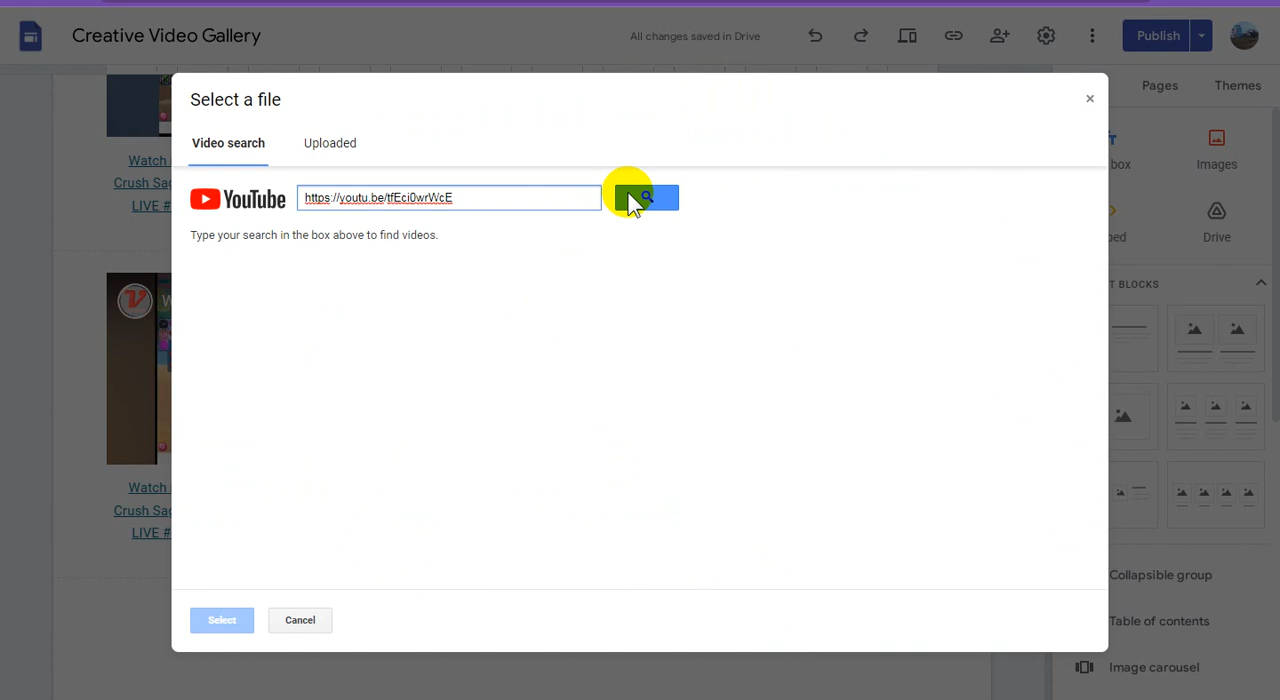 Creative Video Gallery
All changes saved in Drive
Publish
Pages
Themes
Select a file
Video search
Uploaded
YouTube
https://youtu.be/tfEci0wrWcE
Type your search in the box above to find videos.
box
Images
Drive
Watch
Crush Sag
LIVE #
T BLOCKS
Watch
Crush Sag
LIVE #
Select
Cancel
Collapsible group
Table of contents
Image carousel